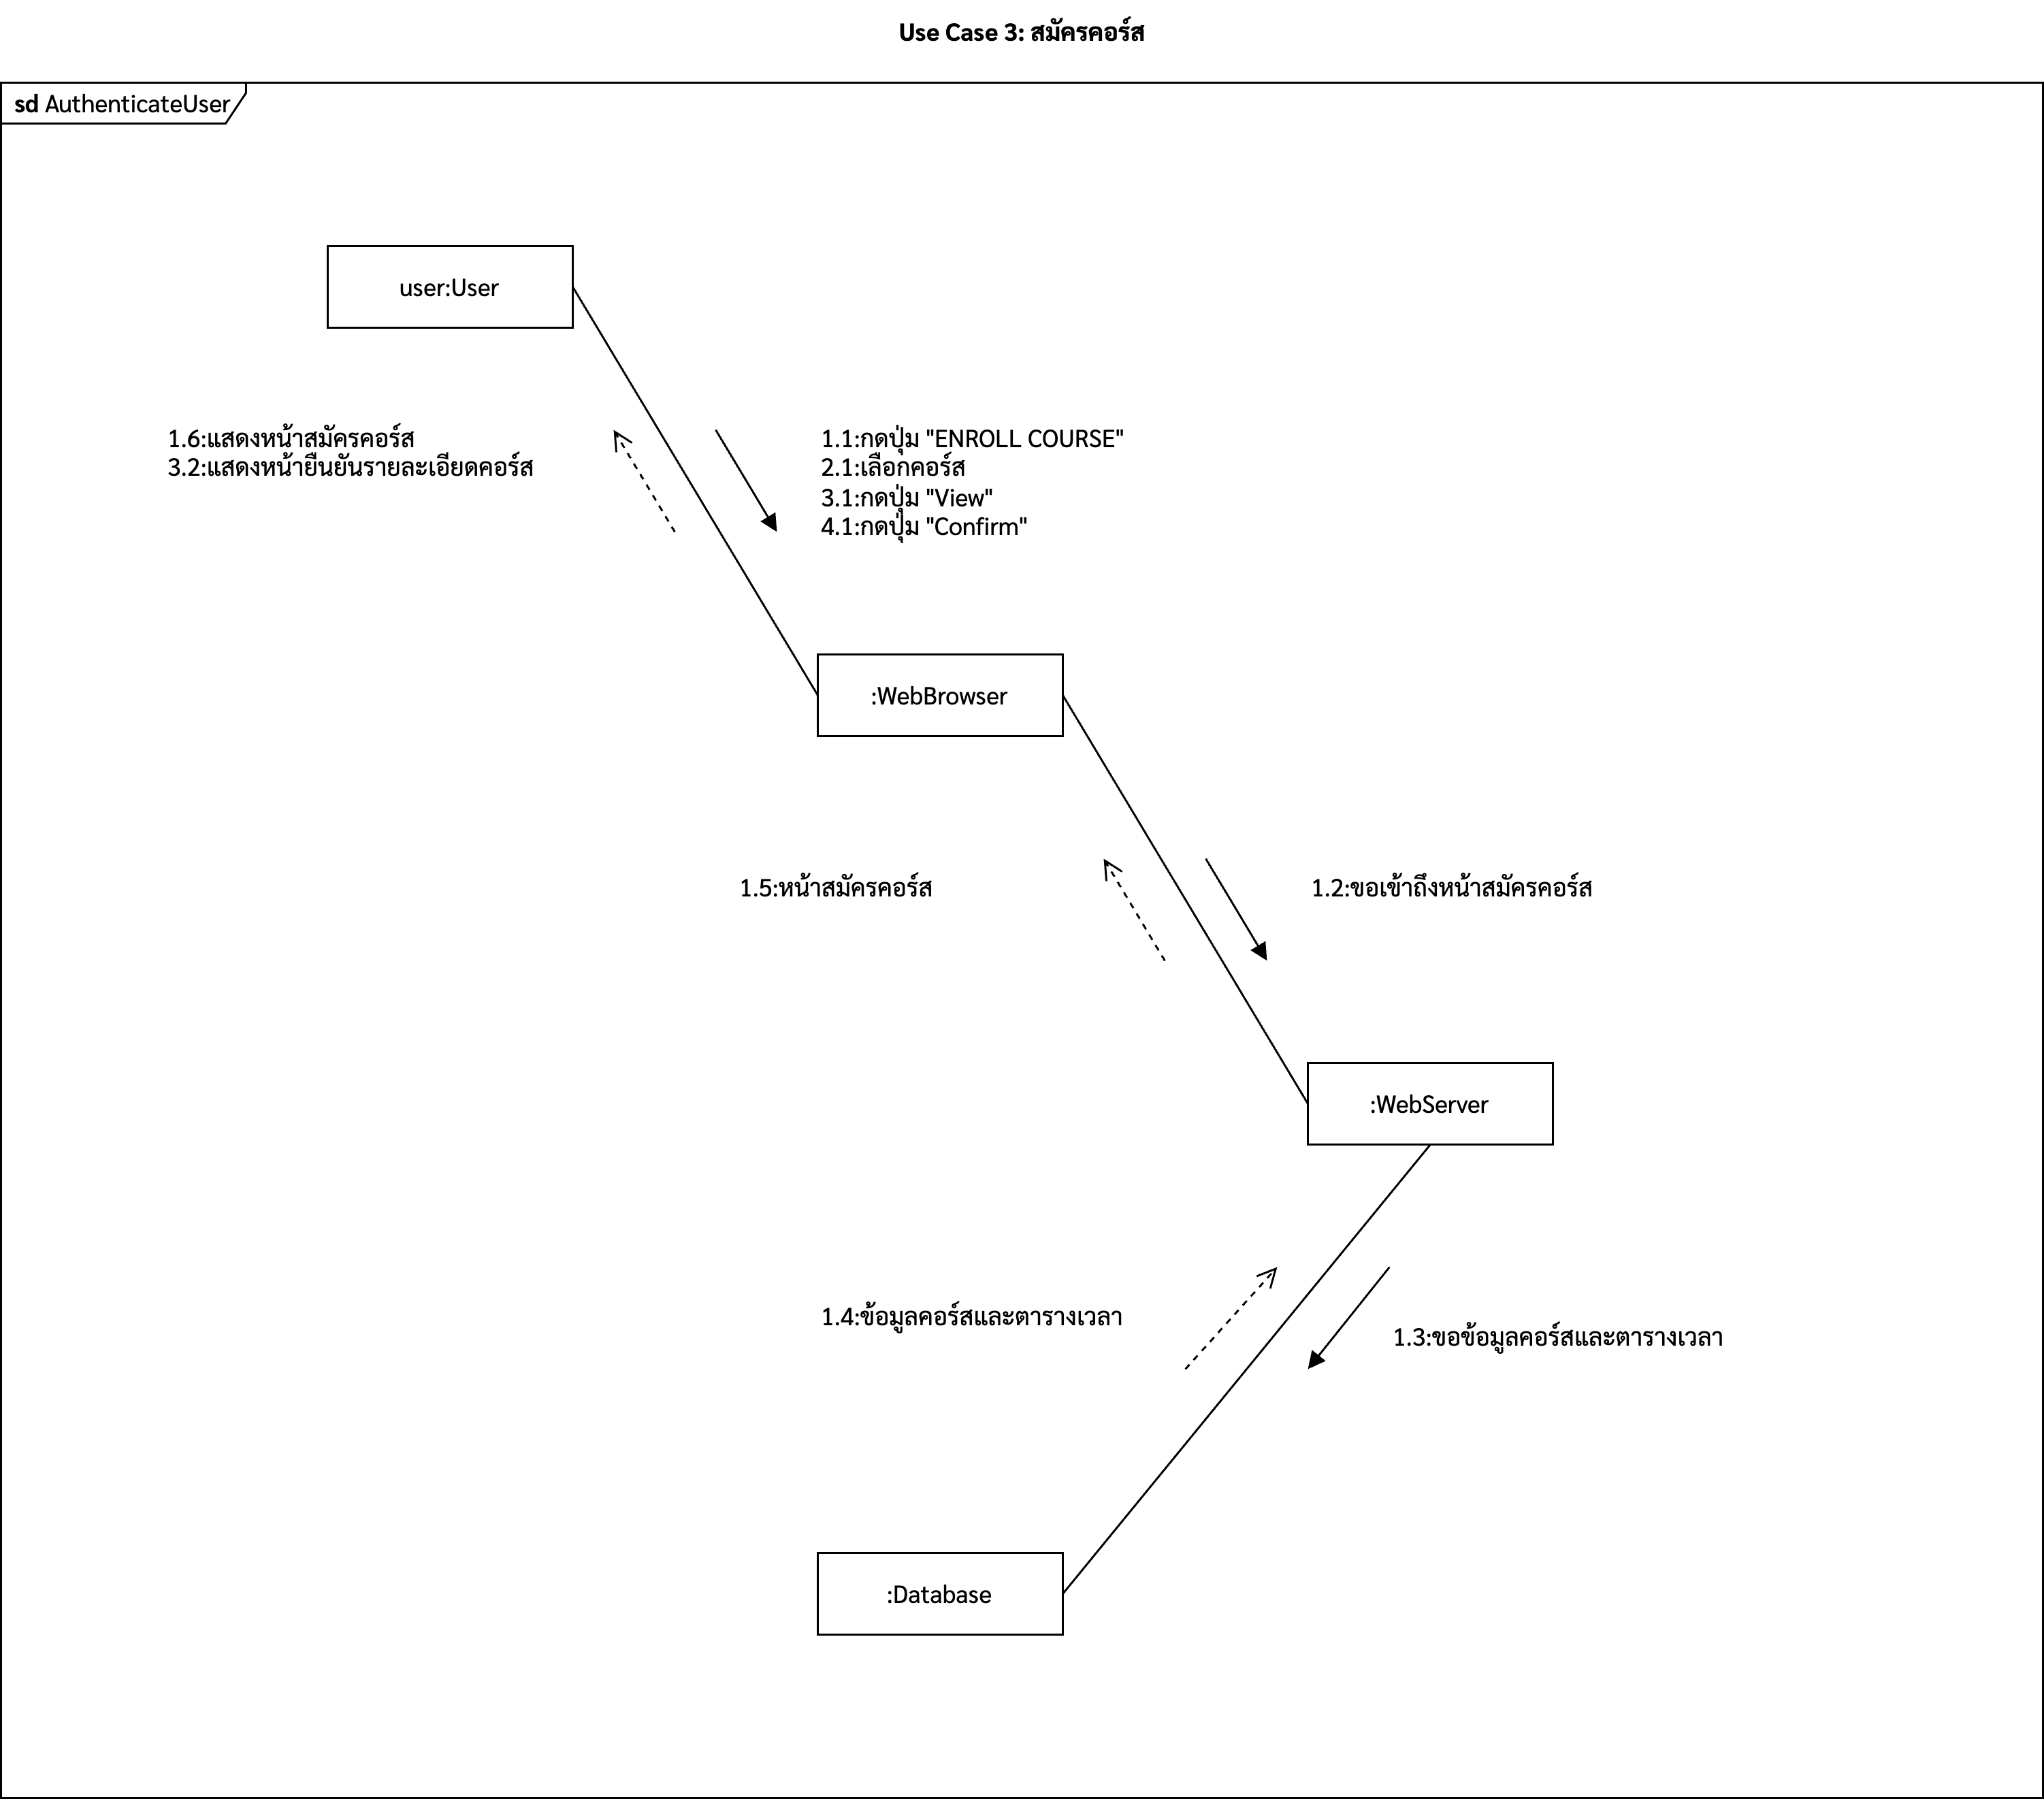 Use Case 3: สมัครคอร์ส
sd AuthenticateUser
user:User
1.6:แสดงหน้าสมัครคอร์ส
3.2:แสดงหน้ายืนยันรายละเอียดคอร์ส
1.1:กดปุ่ม "ENROLL COURSE"
2.1:เลือกคอร์ส
3.1:กดปุ่ม "View"
4.1:กดปุ่ม "Confirm"
:WebBrowser
1.5:หน้าสมัครคอร์ส
1.2:ขอเข้าถึงหน้าสมัครคอร์ส
:WebServer
1.4:ข้อมูลคอร์สและตารางเวลา
1.3:ขอข้อมูลคอร์สและตารางเวลา
:Database